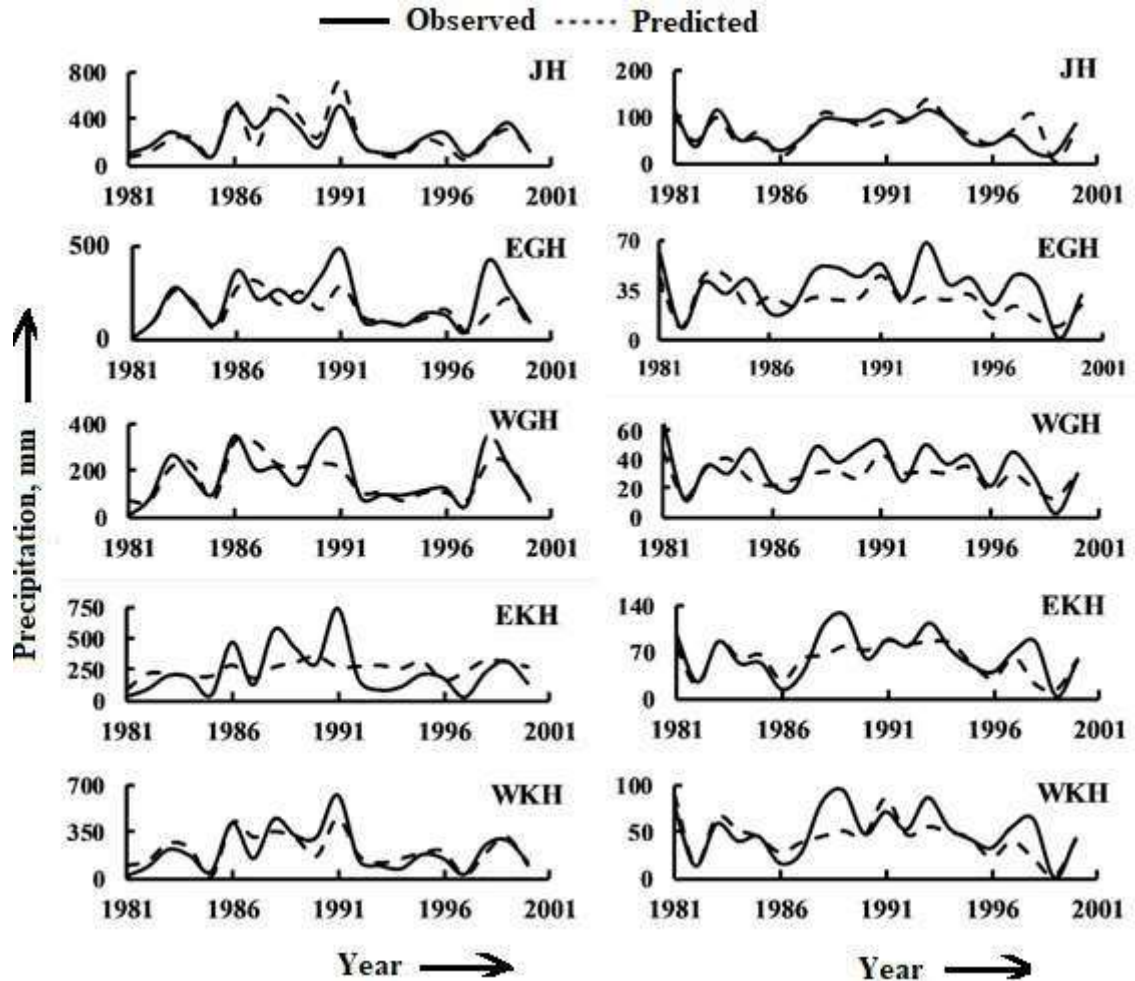 Observed Predicted
Precipitation, mm
800 JH
400
0
1981 1986 1991 1996 2001
200 JH
100
0
1981 1986 1991 1996 2001
500 EGH
0
1981 1986 1991 1996 2001
70 EGH
35
0
1981 1986 1991 1996 2001
400 WGH
200
0
1981 1986 1991 1996 2001
60 WGH
40
20
0
1981 1986 1991 1996 2001
750 EKH
500
250
0
1981 1986 1991 1996 2001
140 EKH
70
0
1981 1986 1991 1996 2001
700 WKH
350
0
1981 1986 1991 1996 2001
100 WKH
50
0
1981 1986 1991 1996 2001
Year Year